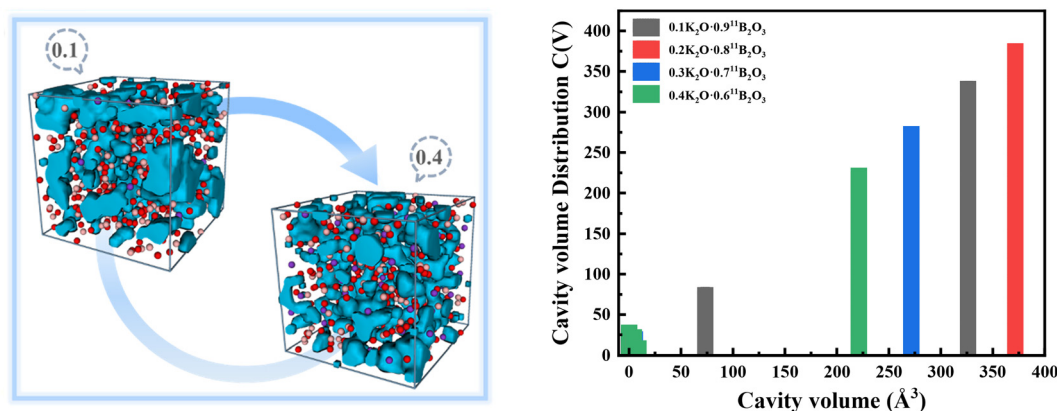 0.1
0.4
Cavity volume Distribution C(V)
400
350
300
250
200
150
100
50
0
0.1K₂O·0.9¹¹B₂O₃
0.2K₂O·0.8¹¹B₂O₃
0.3K₂O·0.7¹¹B₂O₃
0.4K₂O·0.6¹¹B₂O₃
0 50 100 150 200 250 300 350 400
Cavity volume (Å³)